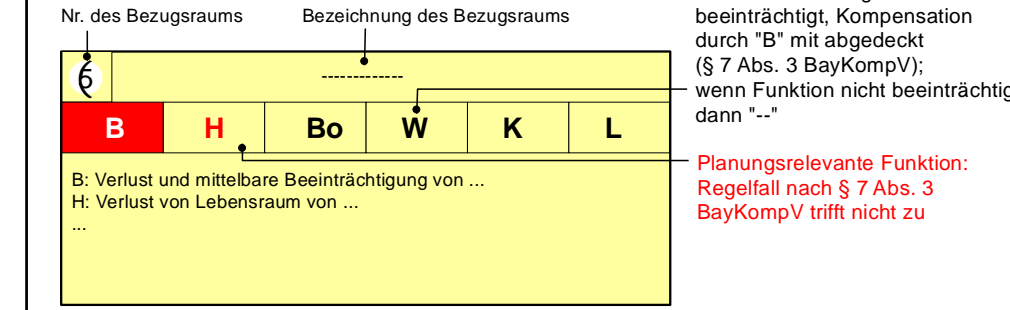 Nr. des Bezugsraums
Bezeichnung des Bezugsraums
6
-------------
B H Bo W K L
B: Verlust und mittelbare Beeinträchtigung von ...
H: Verlust von Lebensraum von ...
...
beeinträchtigt, Kompensation
durch "B" mit abgedeckt
(§ 7 Abs. 3 BayKompV);
wenn Funktion nicht beeinträchtig
dann "--"
Planungsrelevante Funktion:
Regelfall nach § 7 Abs. 3
BayKompV trifft nicht zu